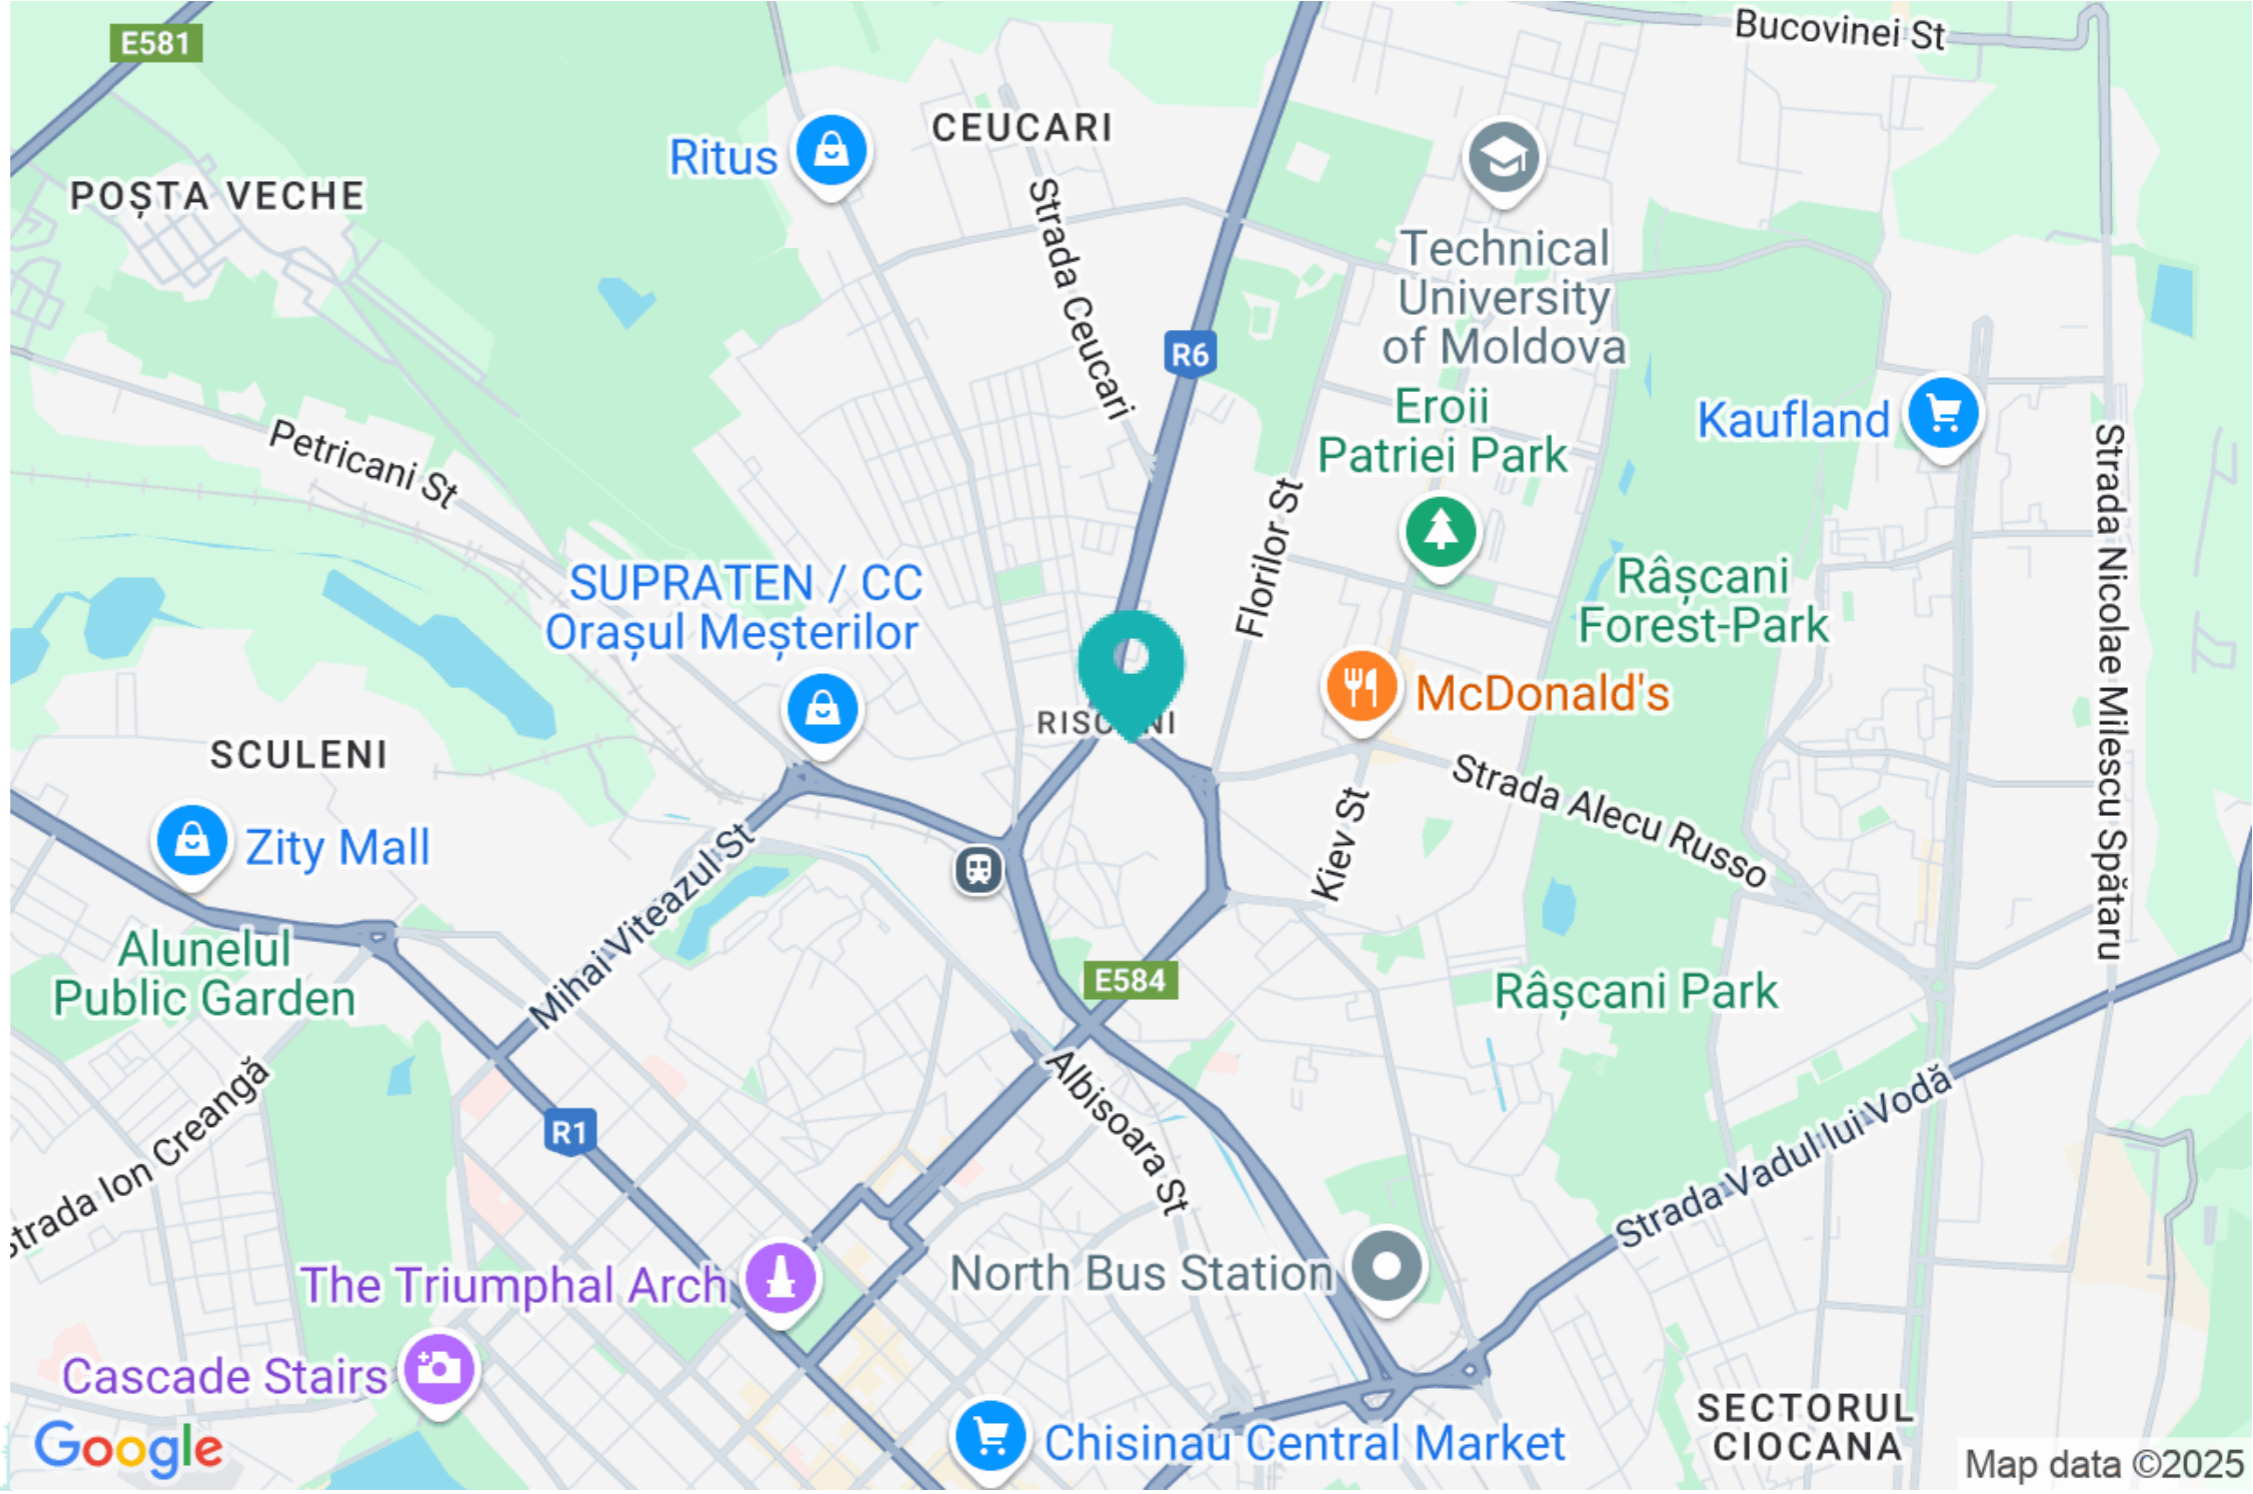 E581
Bucovinei St
CEUCARI
Ritus
POȘTA VECHE
Strada Ceucari
Technical
University
of Moldova
R6
Eroii
Patriei Park
Kaufland
Petricani St
Strada Nicolae Milescu Spătaru
Florilor St
SUPRATEN / CC
Orașul Meșterilor
Râșcani
Forest-Park
McDonald's
RISC NI
SCULENI
Strada Alecu Russo
Zity Mall
Kiev St
Mihai Viteazul St
Alunelul
Public Garden
E584
Râșcani Park
Albisoara St
Strada Ion Creangă
R1
Strada Vadul lui Vodă
The Triumphal Arch
North Bus Station
Cascade Stairs
SECTORUL
CIOCANA
Google
Chisinau Central Market
Map data ©2025